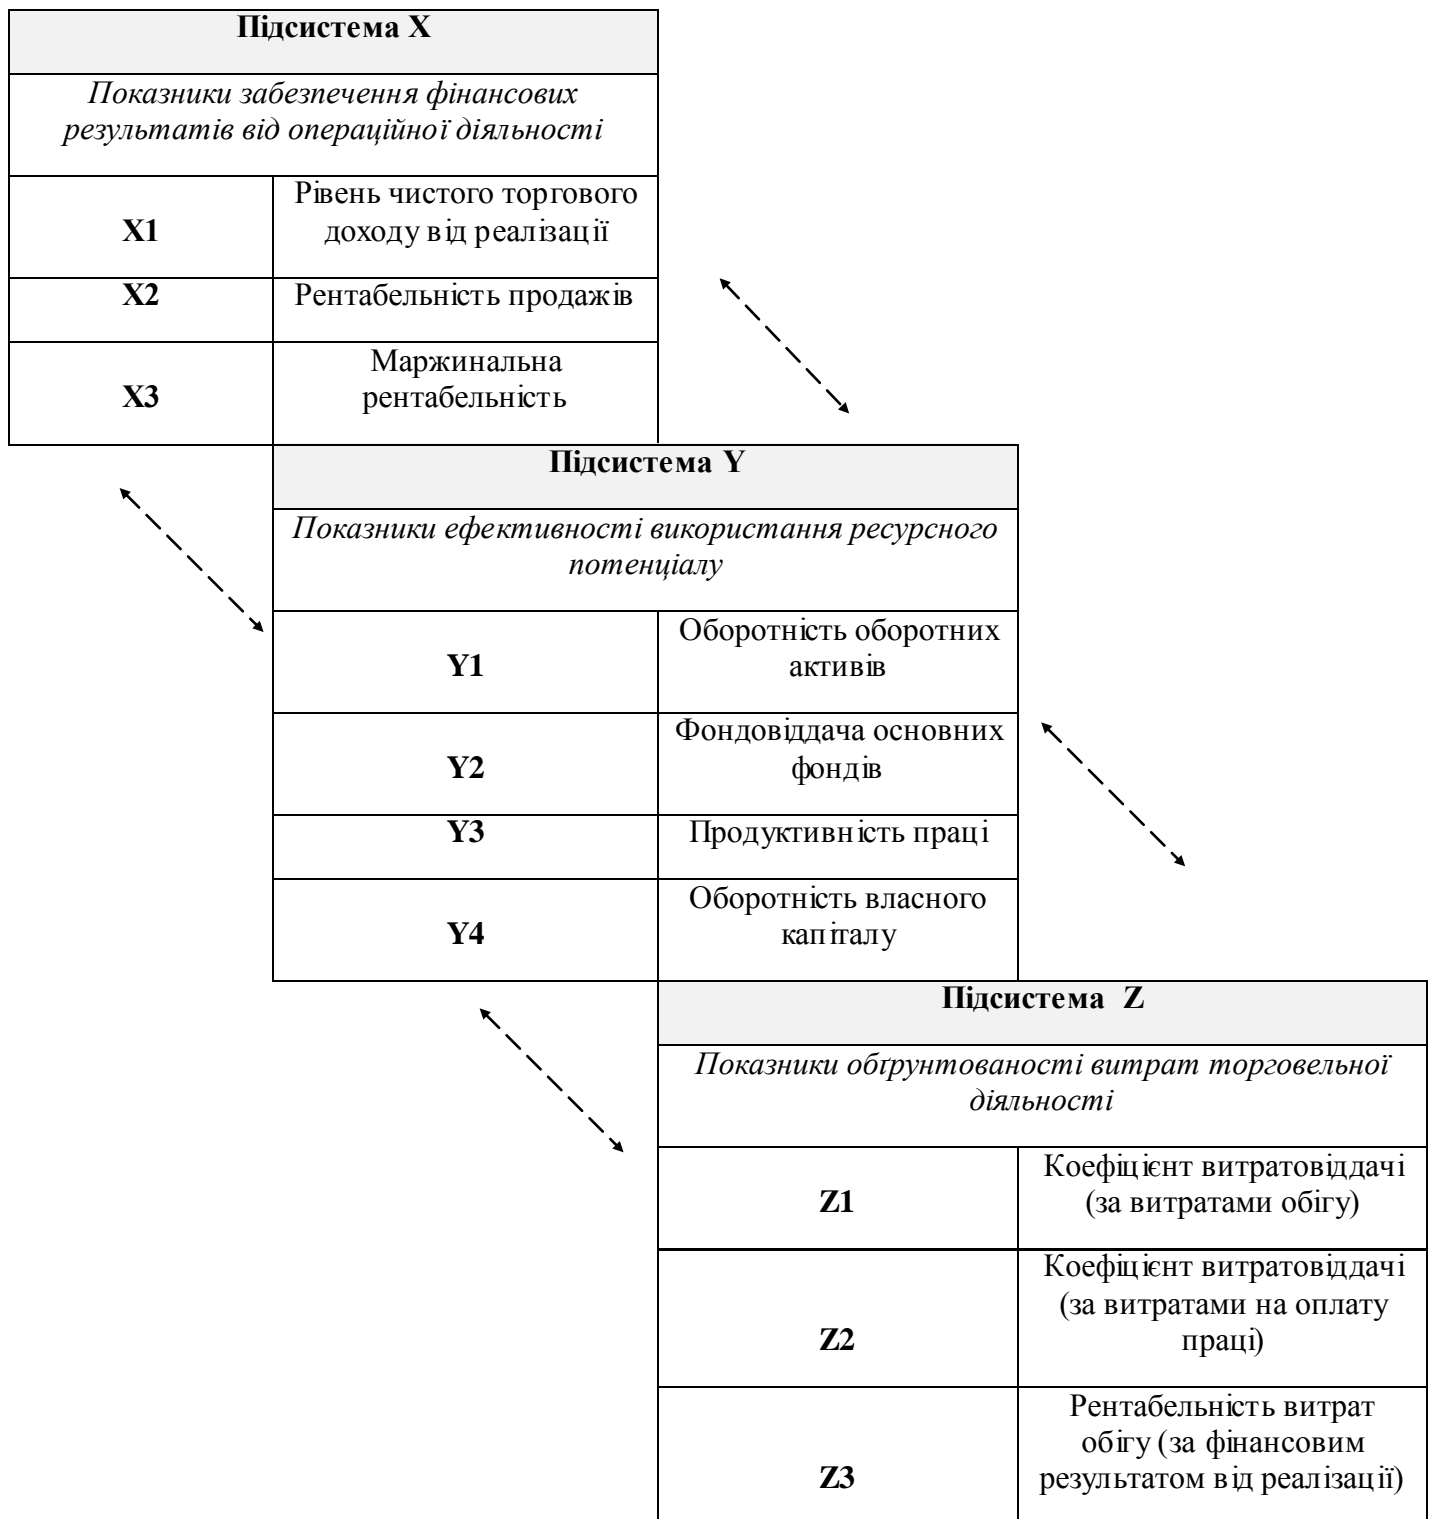 Підсистема X
Показники забезпечення фінансових
результатів від операційної діяльності
X1
Рівень чистого торгового
доходу від реалізації
X2
Рентабельність продажів
X3
Маржинальна
рентабельність
Підсистема Y
Показники ефективності використання ресурсного
потенціалу
Y1
Оборотність оборотних
активів
Y2
Фондовіддача основних
фондів
Y3
Продуктивність праці
Y4
Оборотність власного
капіталу
Підсистема Z
Показники обґрунтованості витрат торговельної
діяльності
Z1
Коефіцієнт витратовіддачі
(за витратами обігу)
Z2
Коефіцієнт витратовіддачі
(за витратами на оплату
праці)
Z3
Рентабельність витрат
обігу (за фінансовим
результатом від реалізації)